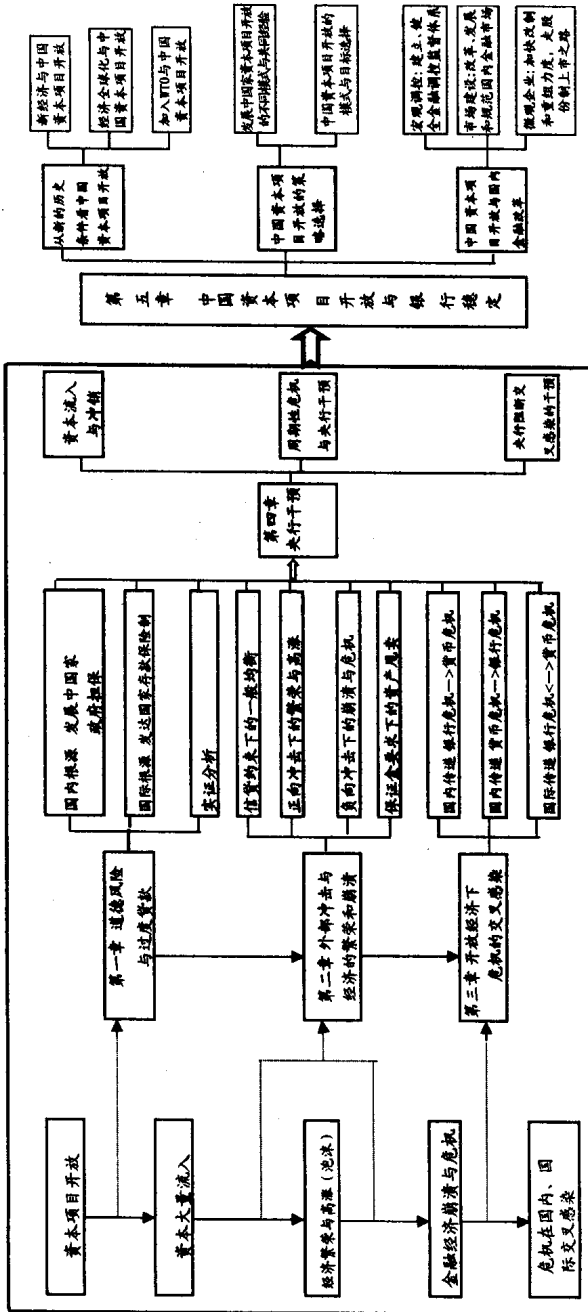 资本项目开放
资本大量流入
经济繁荣与高涨（泡沫）
金融经济崩溃与危机
危机在国内、国
际交叉感染
第一章 道德风险
与过度贷款
第二章 外部冲击与
经济的繁荣和崩溃
第三章 开放经济下
危机的交叉感染
国内根源 发展中国家
政府担保
国际根源 发达国家存款保险制
实证分析
信贷约束下的一般均衡
正向冲击下的繁荣与高涨
负向冲击下的崩溃与危机
保证金要求下的资产甩卖
国内传递 银行危机-->货币危机
国内传递 货币危机-->银行危机
国际传递 银行危机<-->货币危机
第四章
央行干预
资本流入
与冲销
周期性危机
与央行干预
央行阻断交
叉感染的干预
第 五 章 中 国 资 本 项 目 开 放 与 银 行 稳 定
从新的历史
条件看中国
资本项目开放
中国资本项
目开放的策
略选择
中国资本项
目开放与国内
金融改革
新经济与中国
资本项目开放
经济全球化与中
国资本项目开放
加入WTO与中国
资本项目开放
发展中国家资本项目开放
的不同模式与共同经验
中国资本项目开放的
模式与目标选择
宏观调控：建立、健
全金融调控监督体系
市场建设：改革、发展
和规范国内金融市场
微观企业：加快改制
和重组力度，走股
份制上市之路